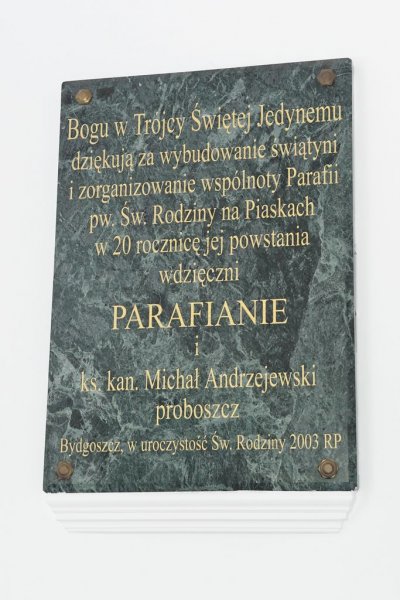 Bogu w Trojcy Świętej Jedynemu
dziękują za wybudowanie świątyni
i zorganizowanie wspólnoty Parafii
pw. Św. Rodziny na Piaskach
w 20 rocznicę jej powstania
wdzięczni
PARAFIANIE
i
ks. kan. Michał Andrzejewski
proboszcz
Bydgoszcz, w uroczystość Św. Rodziny 2003 RP